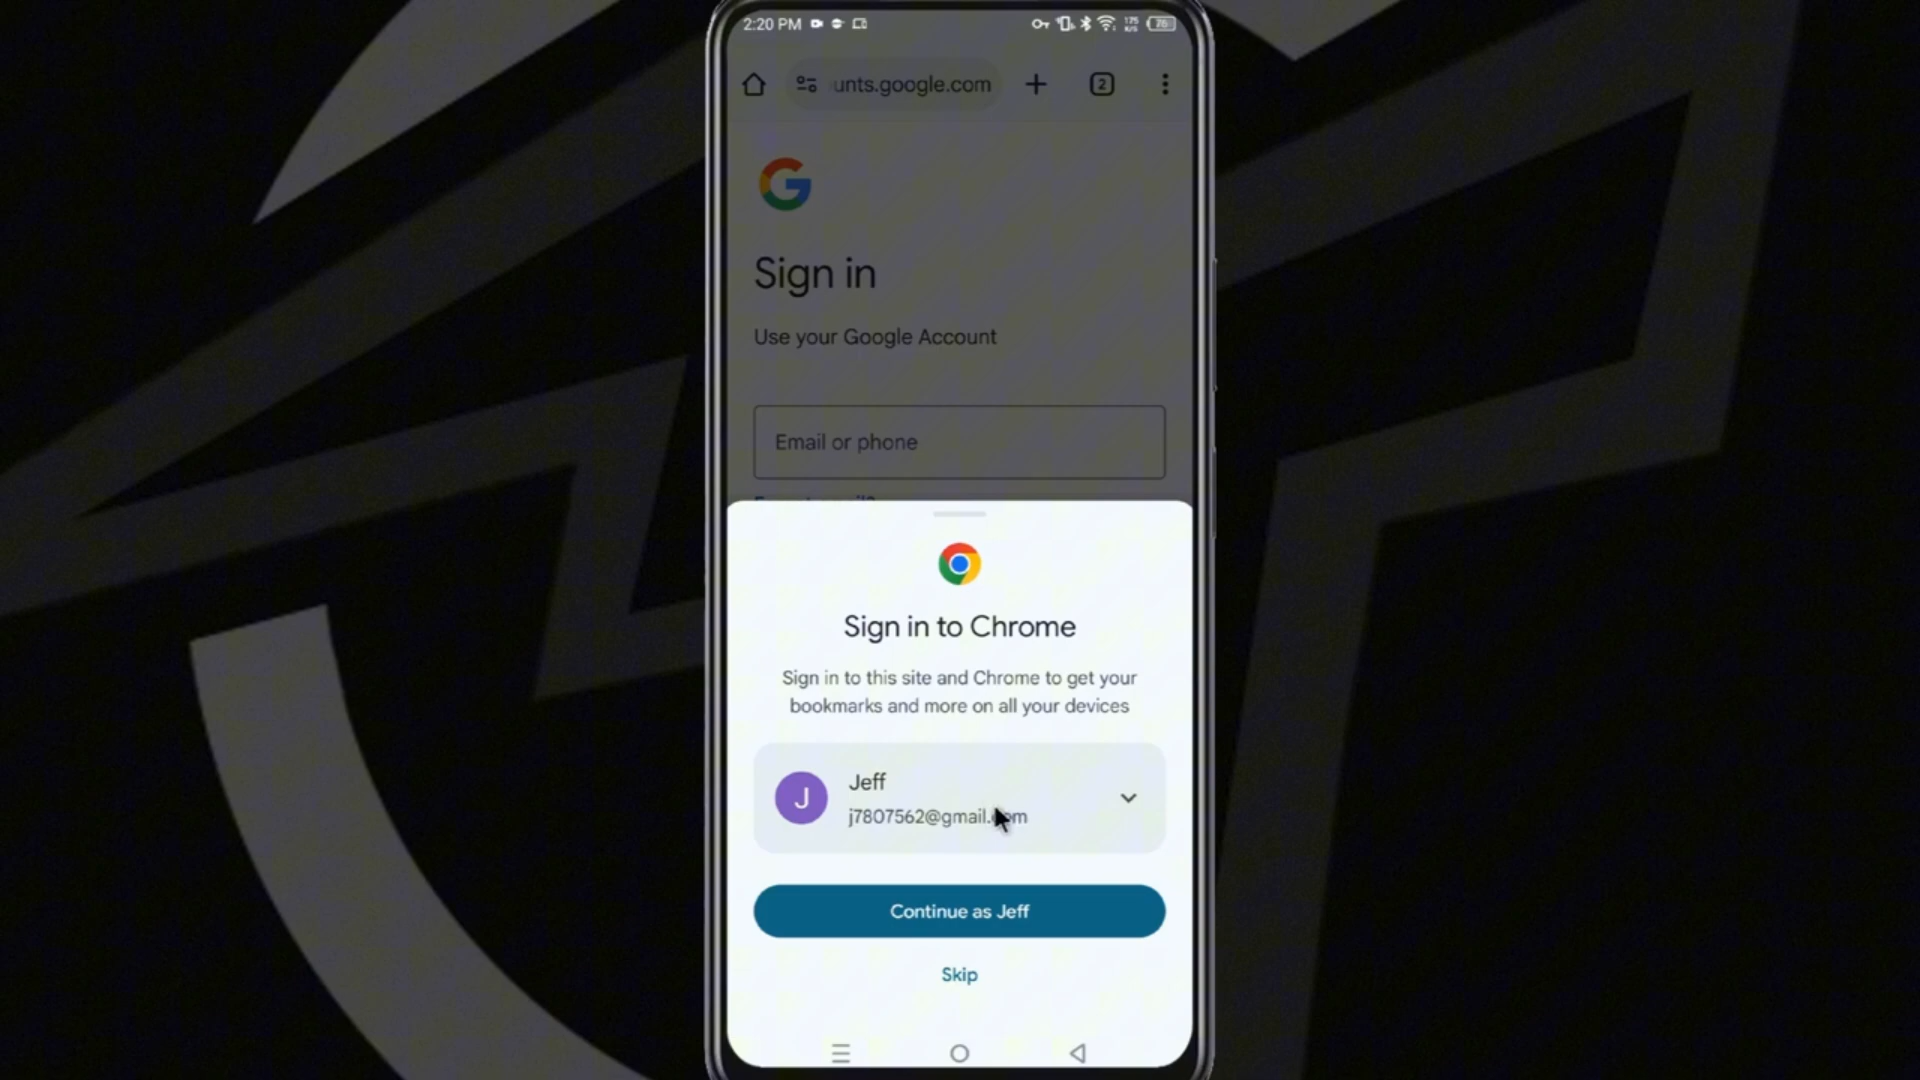 2:20 PM
175
K/S
76
unts.google.com
2
Sign in
Use your Google Account
Email or phone
Sign in to Chrome
Sign in to this site and Chrome to get your
bookmarks and more on all your devices
J
Jeff
j7807562@gmail.com
Continue as Jeff
Skip